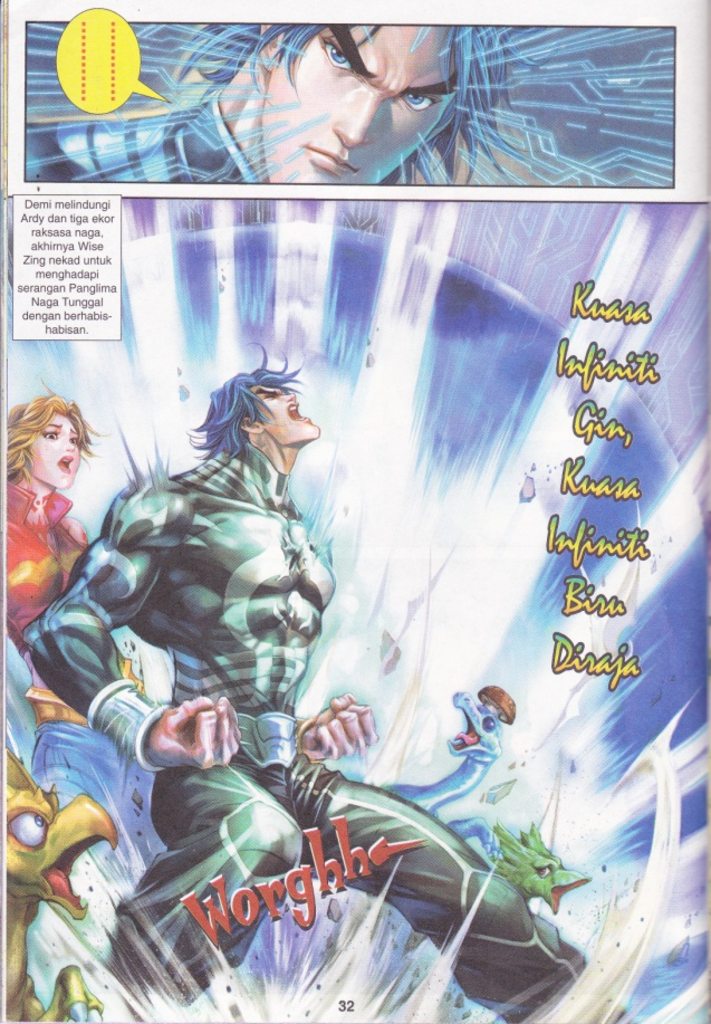 Demi melindungi
Ardy dan tiga ekor
raksasa naga,
akhirnya Wise
Zing nekad untuk
menghadapi
serangan Panglima
Naga Tunggal
dengan berhabis-
habisan.
Kuasa
Infiniti
Gin,
Kuasa
Infiniti
Biru
Diraja
Worghh
32